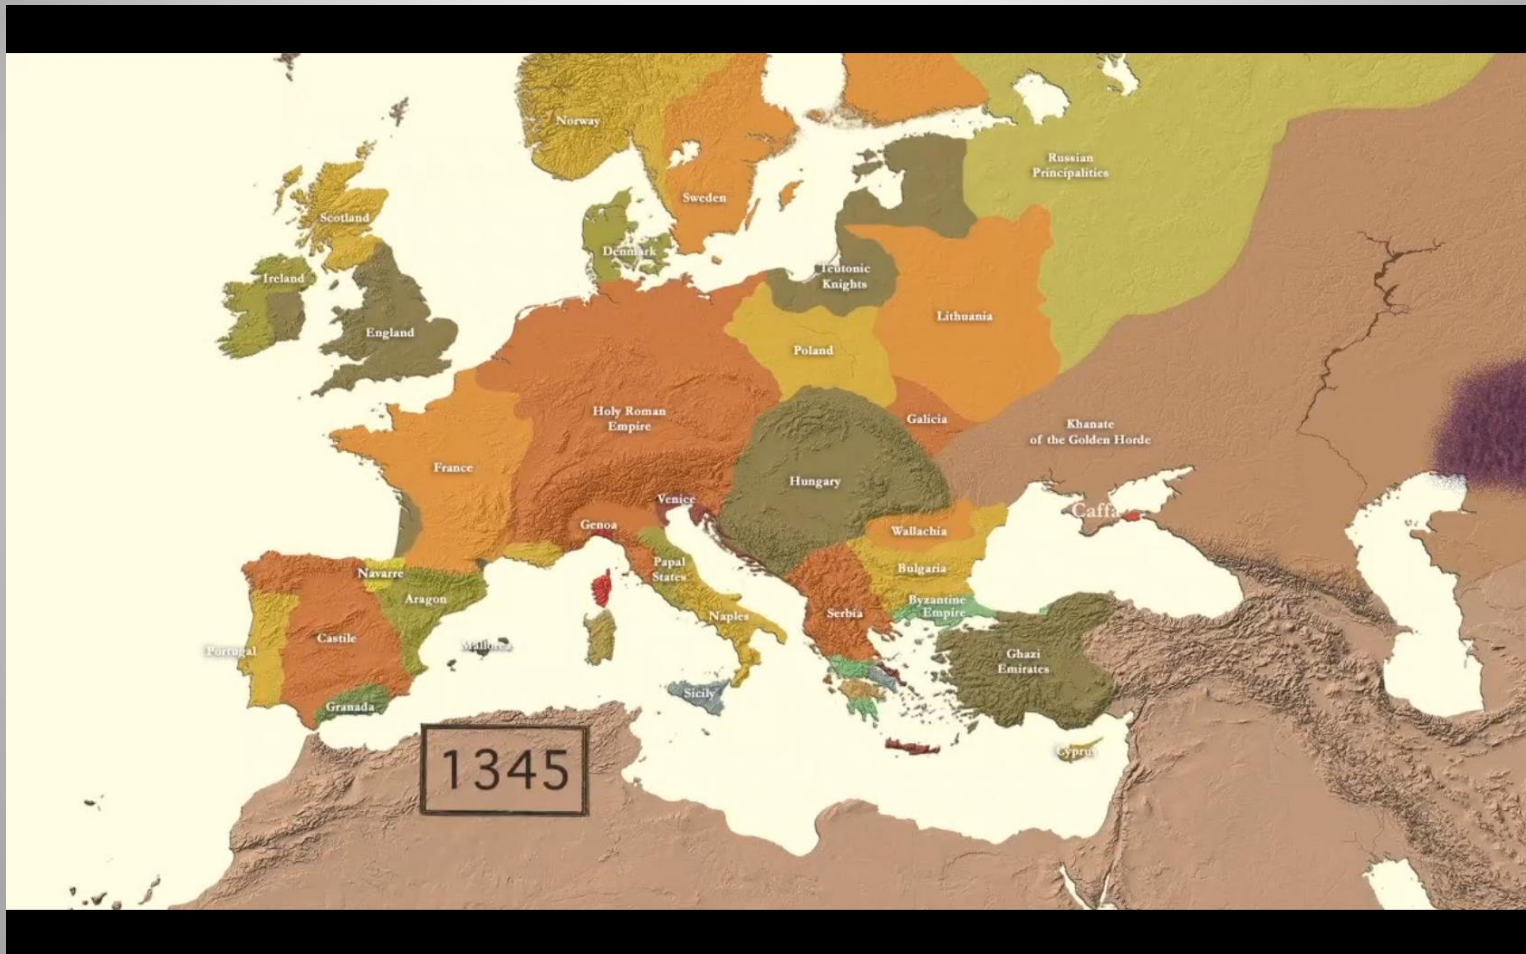 Norway
Russian
Principalities
Sweden
Scotland
Denmark
Teutonic
Knights
Ireland
Lithuania
England
Poland
Holy Roman
Empire
Galicia
Khanate
of the Golden Horde
France
Hungary
Venice
Caffa
Genoa
Wallachia
Papal
States
Bulgaria
Navarre
Aragon
Byzantine
Empire
Naples
Serbia
Castile
Mallorca
Portugal
Ghazi
Emirates
Sicily
Granada
Cyprus
1345